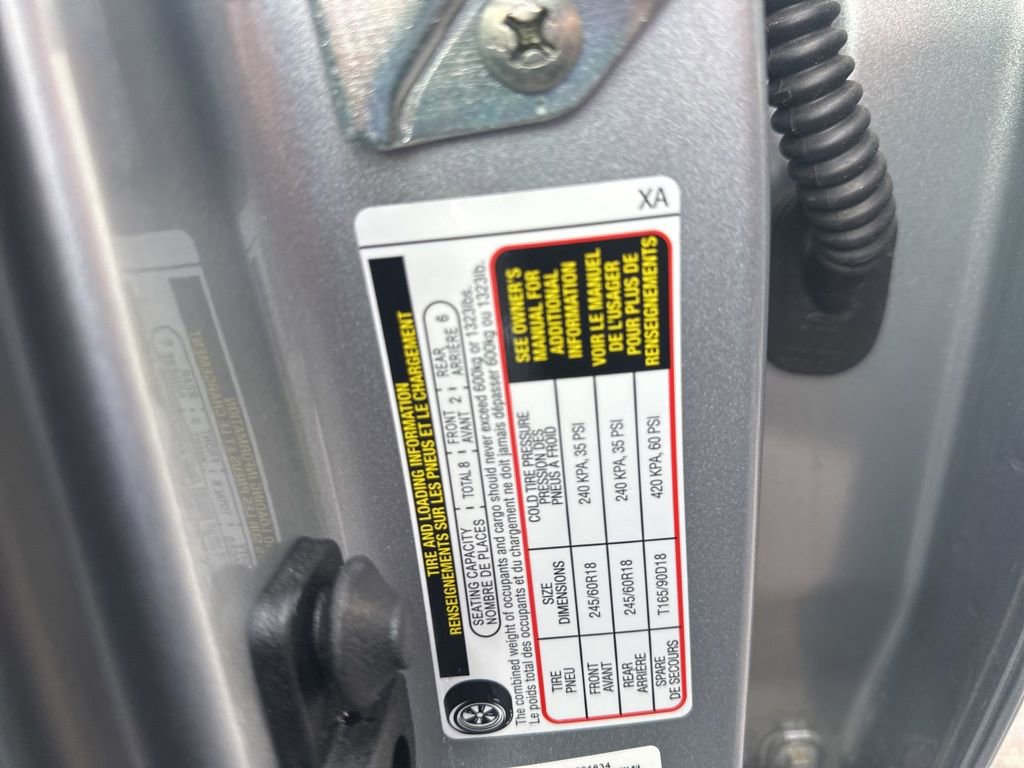 XA
TIRE AND LOADING INFORMATION
RENSEIGNEMENTS SUR LES PNEUS ET LE CHARGEMENT
SEATING CAPACITY
NOMBRE DE PLACES
TOTAL 8
FRONT
AVANT
2
REAR
ARRIÈRE
6
The combined weight of occupants and cargo should never exceed 600kg or 1323lbs.
Le poids total des occupants et du chargement ne doit jamais dépasser 600kg ou 1323lb.
TIRE
PNEU
SIZE
DIMENSIONS
COLD TIRE PRESSURE
PRESSION DES
PNEUS À FROID
SEE OWNER'S
MANUAL FOR
ADDITIONAL
INFORMATION
VOIR LE MANUEL
DE L'USAGER
POUR PLUS DE
RENSEIGNEMENTS
FRONT
AVANT
245/60R18
240 KPA, 35 PSI
REAR
ARRIÈRE
245/60R18
240 KPA, 35 PSI
SPARE
DE SECOURS
T165/90D18
420 KPA, 60 PSI